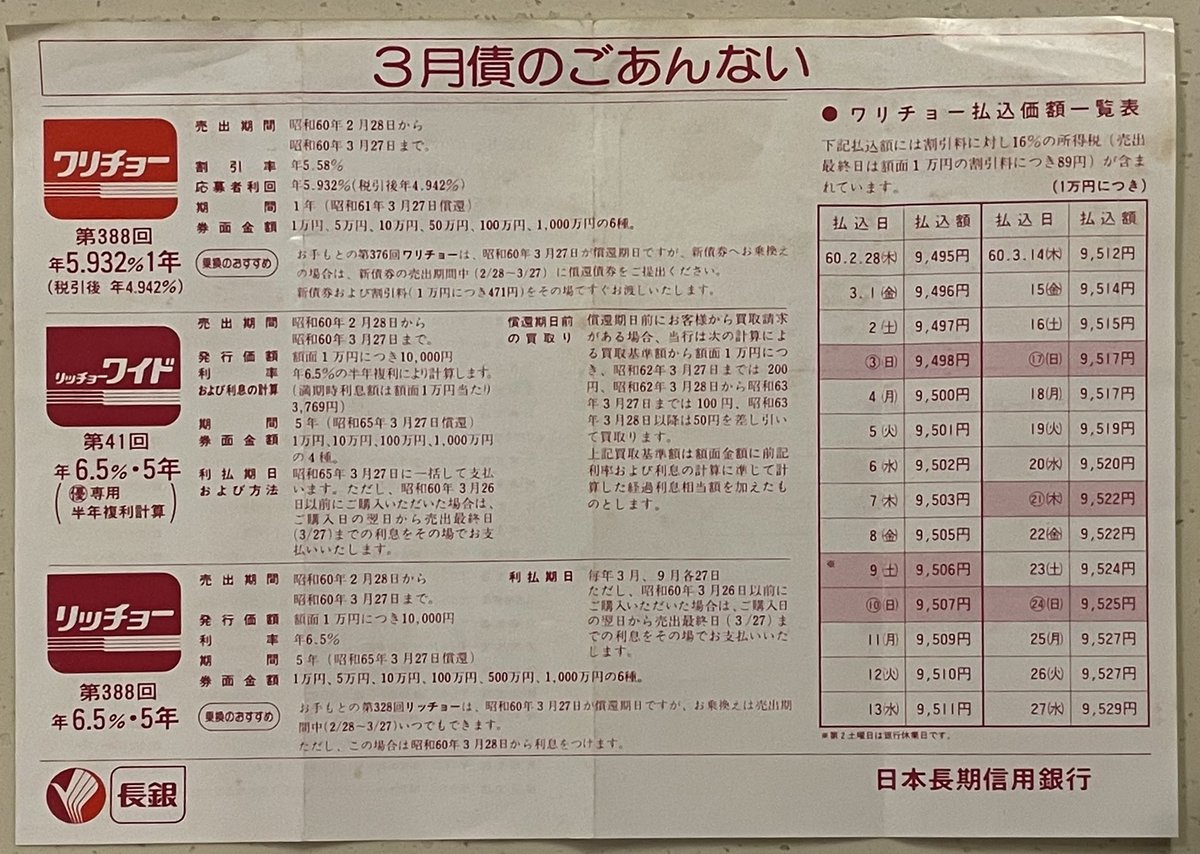 3月債のごあんない
ワリチョー
第388回
年5.932%1年
(税引後 年4.942%)
売出期間 昭和60年2月28日から
昭和60年3月27日まで。
割引率 年5.58%
応募者利回 年5.932%(税引後年4.942%)
期間 1年(昭和61年3月27日償還)
券面金額 1万円、5万円、10万円、50万円、100万円、1,000万円の6種。
乗換のおすすめ
お手もとの第376回ワリチョーは、昭和60年3月27日が償還期日ですが、新債券へお乗換え
の場合は、新債券の売出期間中(2/28〜3/27)に償還債券をご提出ください。
新債券および割引料(1万円につき471円)をその場ですぐお渡しいたします。
リッチョーワイド
第41回
年6.5%・5年
(優専用
半年複利計算)
売出期間 昭和60年2月28日から
昭和60年3月27日まで。
発行価額 額面1万円につき10,000円
利率 年6.5%の半年複利により計算します。
および利息の計算 (満期時利息額は額面1万円当たり
3,769円)
期間 5年(昭和65年3月27日償還)
券面金額 1万円、10万円、100万円、1,000万円
の4種。
利払期日 昭和65年3月27日に一括して支払
および方法 います。ただし、昭和60年3月26
日以前にご購入いただいた場合は、
ご購入日の翌日から売出最終日
(3/27)までの利息をその場でお支
払いいたします。
償還期日前
の買取り
償還期日前にお客様から買取請求
がある場合、当行は次の計算によ
る買取基準額から額面1万円につ
き、昭和62年3月27日までは200
円、昭和62年3月28日から昭和63
年3月27日までは100円、昭和63
年3月28日以降は50円を差し引い
て買取ります。
上記買取基準額は額面金額に前記
利率および利息の計算に準じて計
算した経過利息相当額を加えたも
のとします。
リッチョー
第388回
年6.5%・5年
売出期間 昭和60年2月28日から
昭和60年3月27日まで。
発行価額 額面1万円につき10,000円
利率 年6.5%
期間 5年(昭和65年3月27日償還)
券面金額 1万円、5万円、10万円、100万円、500万円、1,000万円の6種。
利払期日 毎年3月、9月各27日
ただし、昭和60年3月26日以前に
ご購入いただいた場合は、ご購入日
の翌日から売出最終日(3/27)ま
での利息をその場でお支払いいた
します。
乗換のおすすめ
お手もとの第328回リッチョーは、昭和60年3月27日が償還期日ですが、お乗換えは売出期
間中(2/28〜3/27)いつでもできます。
ただし、この場合は昭和60年3月28日から利息をつけます。
長銀
●ワリチョー払込価額一覧表
下記払込額には割引料に対し16%の所得税(売出
最終日は額面1万円の割引料につき89円)が含ま
れています。 (1万円につき)
払込日 払込額 払込日 払込額
60.2.28(木) 9,495円 60.3.14(木) 9,512円
3.1(金) 9,496円 15(金) 9,514円
2(土) 9,497円 16(土) 9,515円
③(日) 9,498円 ⑰(日) 9,517円
4(月) 9,500円 18(月) 9,517円
5(火) 9,501円 19(火) 9,519円
6(水) 9,502円 20(水) 9,520円
7(木) 9,503円 ㉑(木) 9,522円
8(金) 9,505円 22(金) 9,522円
※ 9(土) 9,506円 23(土) 9,524円
⑩(日) 9,507円 ㉔(日) 9,525円
11(月) 9,509円 25(月) 9,527円
12(火) 9,510円 26(火) 9,527円
13(水) 9,511円 27(水) 9,529円
※第2土曜日は銀行休業日です。
日本長期信用銀行